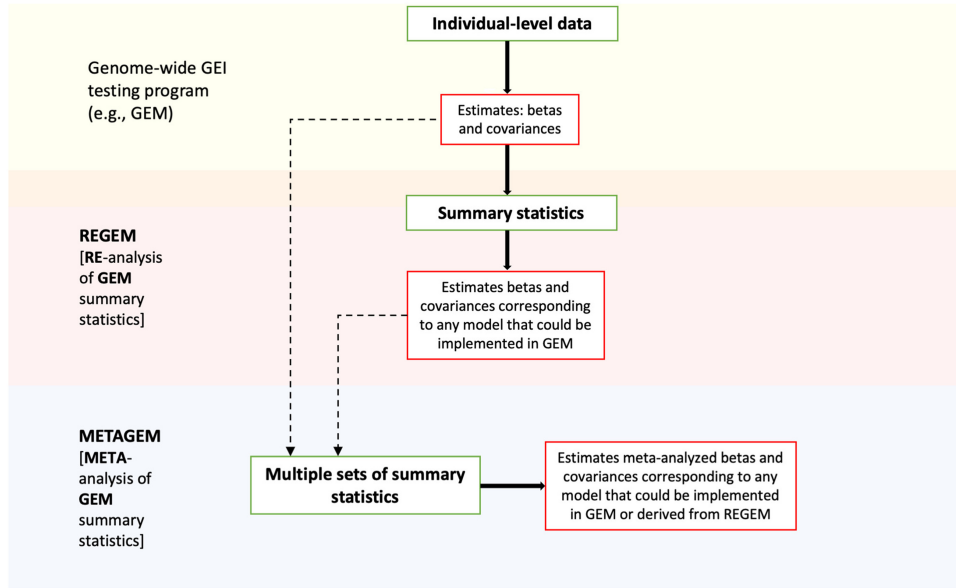 Individual-level data
Genome-wide GEI
testing program
(e.g., GEM)
Estimates: betas
and covariances
Summary statistics
REGEM
[RE-analysis
of GEM
summary
statistics]
Estimates betas and
covariances corresponding
to any model that could be
implemented in GEM
METAGEM
[META-
analysis of
GEM
summary
statistics]
Multiple sets of summary
statistics
Estimates meta-analyzed betas and
covariances corresponding to any
model that could be implemented
in GEM or derived from REGEM